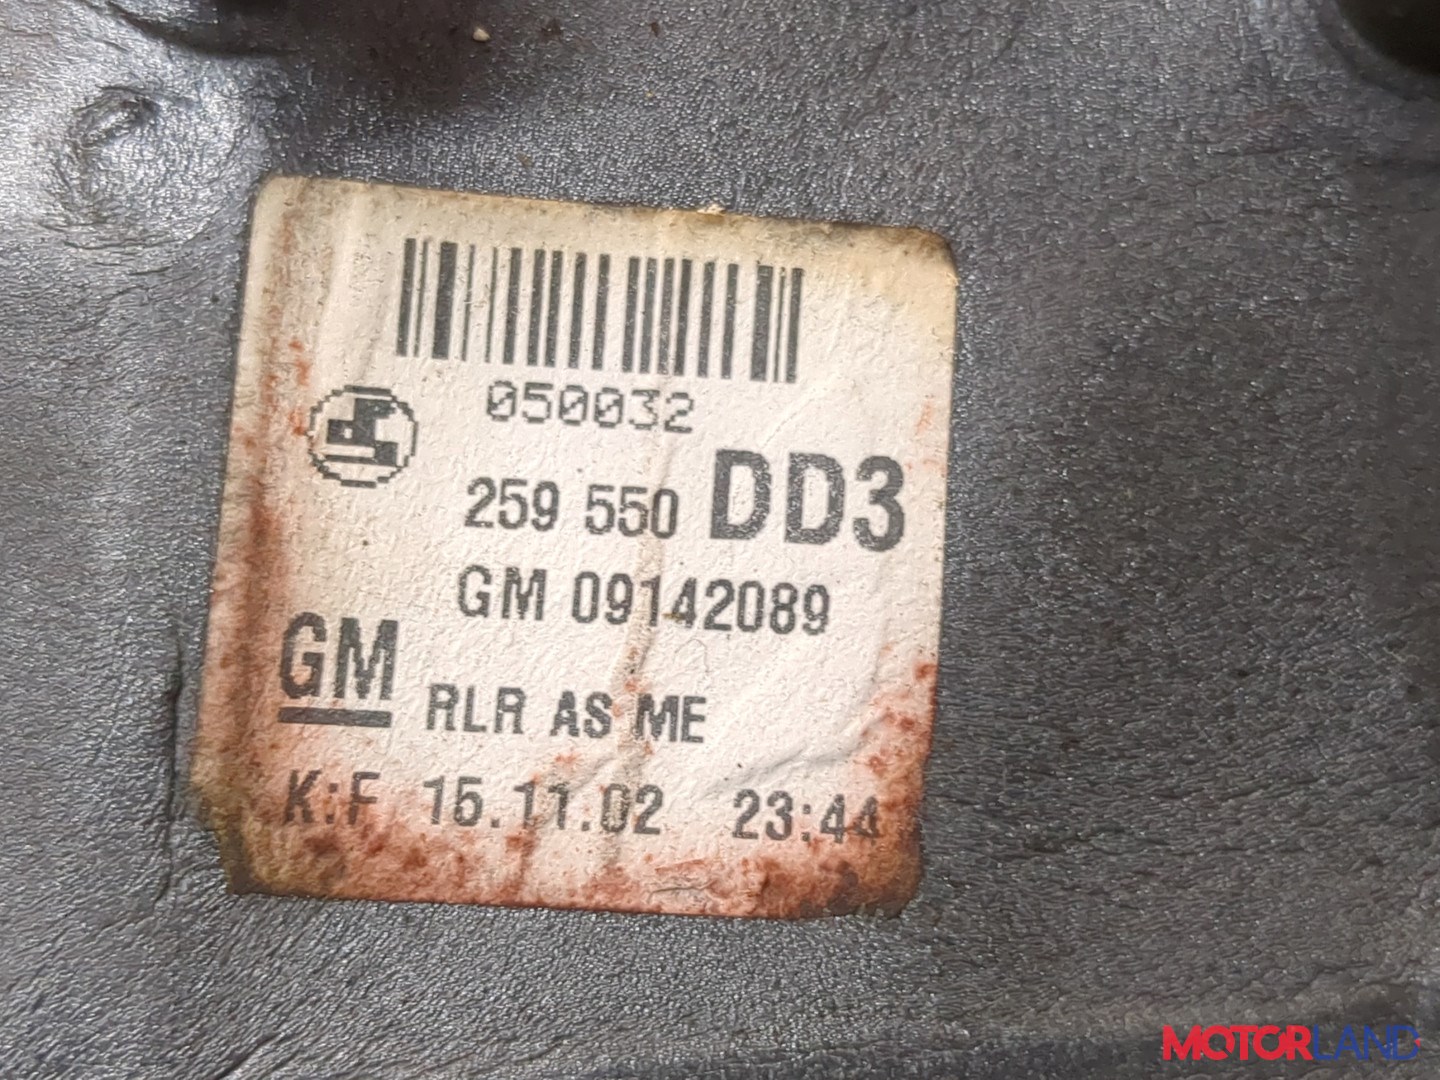 050032
259 550 DD3
GM 09142089
GM
RLR AS ME
K:F 15.11.02 23:44
MOTORLAND